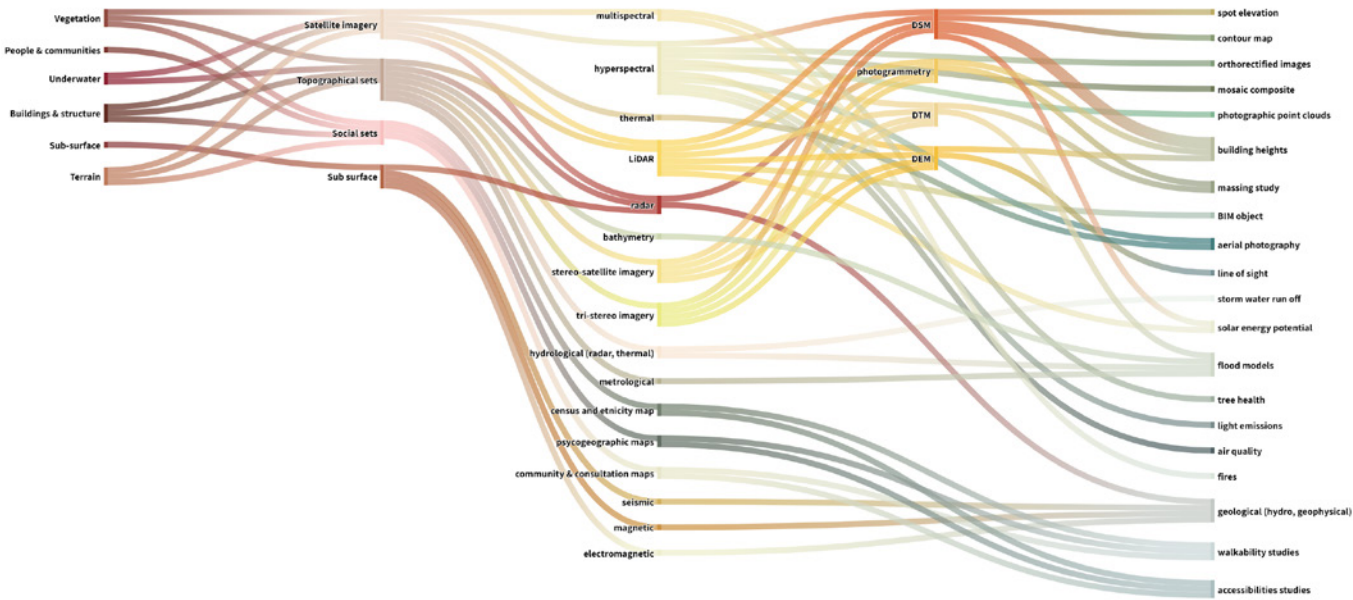 Vegetation
People & communities
Underwater
Buildings & structure
Sub-surface
Terrain
Satellite imagery
Topographical sets
Social sets
Sub surface
multispectral
hyperspectral
thermal
LiDAR
radar
bathymetry
stereo-satellite imagery
tri-stereo imagery
hydrological (radar, thermal)
metrological
census and etnicity map
psycogeographic maps
community & consultation maps
seismic
magnetic
electromagnetic
DSM
photogrammetry
DTM
DEM
spot elevation
contour map
orthorectified images
mosaic composite
photographic point clouds
building heights
massing study
BIM object
aerial photography
line of sight
storm water run off
solar energy potential
flood models
tree health
light emissions
air quality
fires
geological (hydro, geophysical)
walkability studies
accessibilities studies